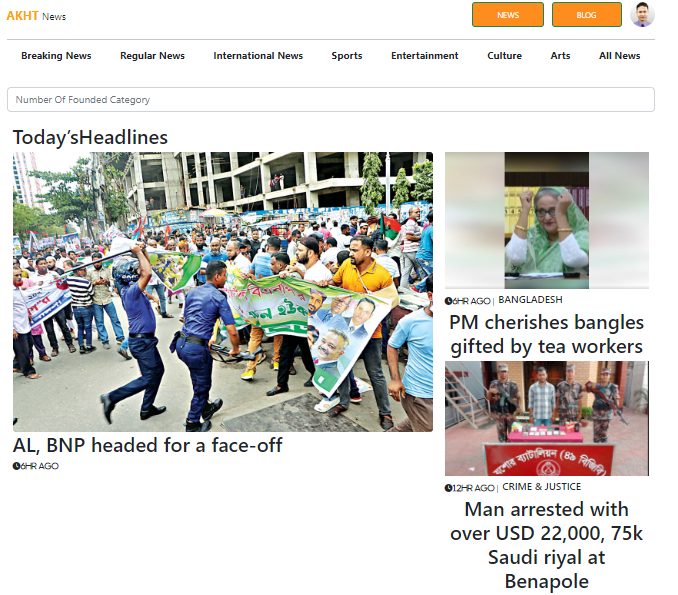 AKHT News
NEWS
BLOG
Breaking News Regular News International News Sports Entertainment Culture Arts All News
Number Of Founded Category
Today'sHeadlines
AL, BNP headed for a face-off
6HR AGO
6HR AGO | BANGLADESH
PM cherishes bangles
gifted by tea workers
যশোর ব্যাটালিয়ন (৪৯ বিজিবি)
12HR AGO | CRIME & JUSTICE
Man arrested with
over USD 22,000, 75k
Saudi riyal at
Benapole